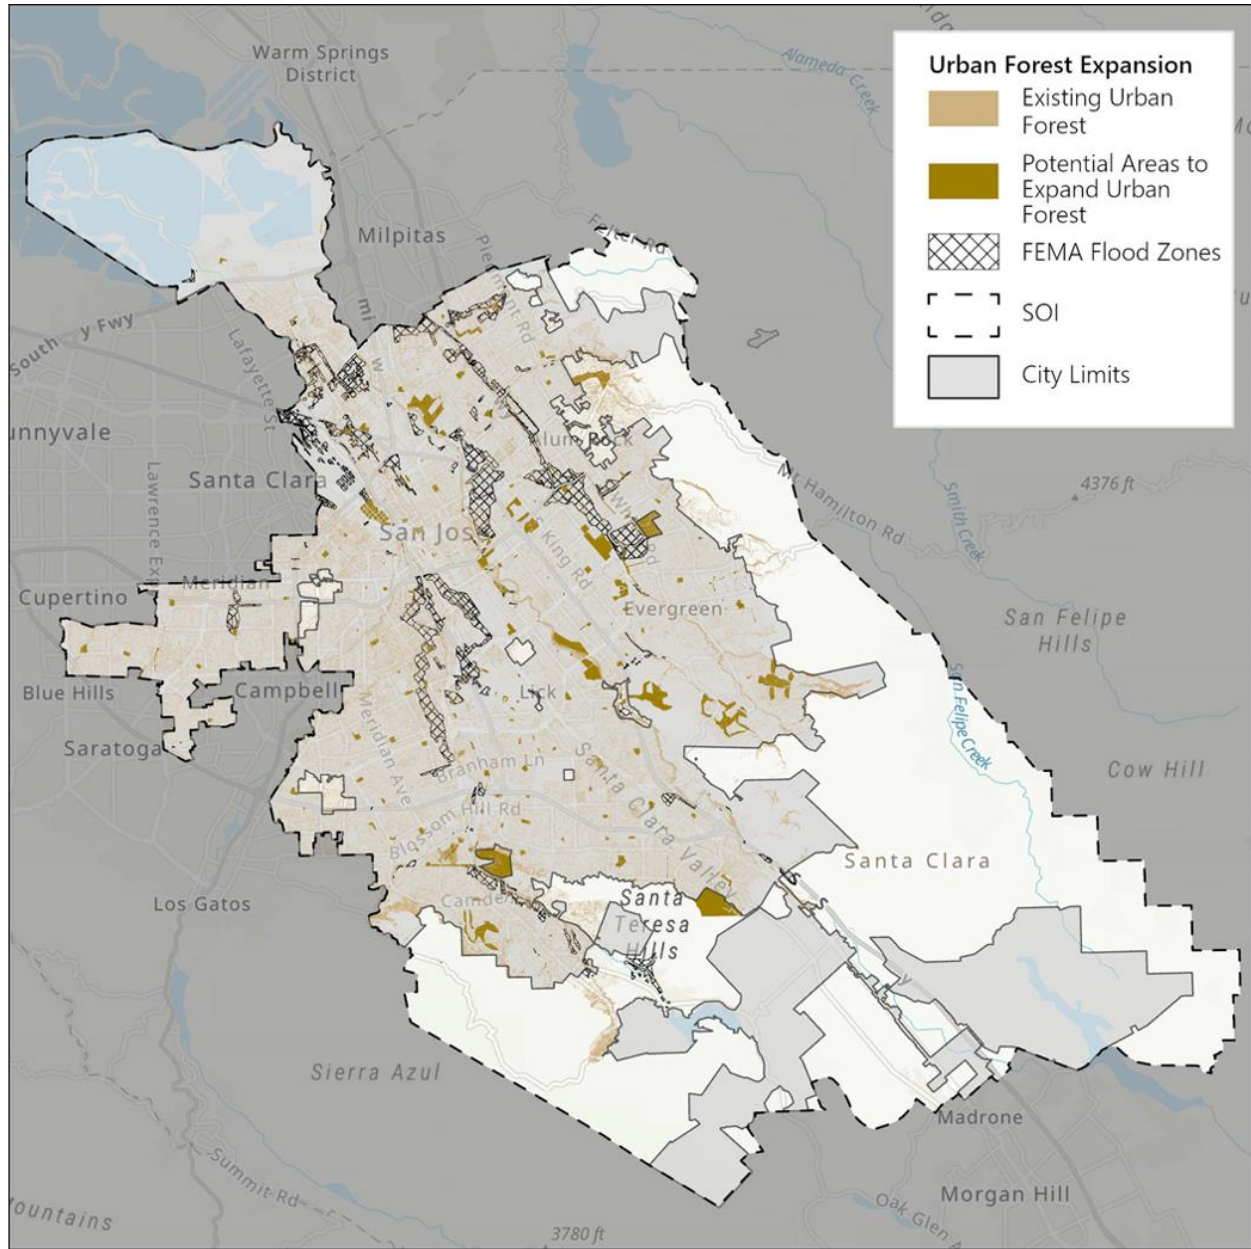 Warm Springs
District
Alameda Creek
Urban Forest Expansion
Existing Urban
Forest
Potential Areas to
Expand Urban
Forest
FEMA Flood Zones
SOI
City Limits
Milpitas
South
y Fwy
Lafayette St
unnyvale
Lawrence Exp
Santa Clara
San Jos
King Rd
Mt Hamilton Rd
4376 ft
Smith Creek
Cupertino
Meridian
Evergreen
San Felipe
Hills
Blue Hills
Campbell
Lick
San Felipe Creek
Saratoga
Meridian Ave
Branham Ln
Cow Hill
Blossom Hill Rd
Santa Clara Valley
Santa Clara
Los Gatos
Camden
Santa
Teresa
Hills
Sierra Azul
Madrone
Summit Rd
Morgan Hill
ountains
3780 ft
Oak Glen A